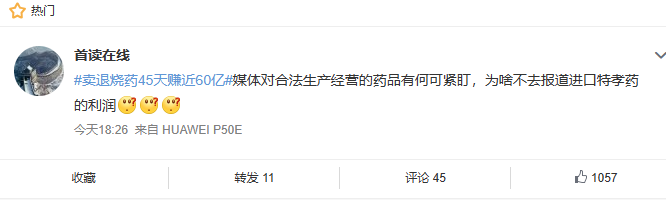 热门
首读在线
#卖退烧药45天赚近60亿#媒体对合法生产经营的药品有何可紧盯，为啥不去报道进口特孝药
的利润
今天18:26 来自 HUAWEI P50E
收藏
转发 11
评论 45
1057